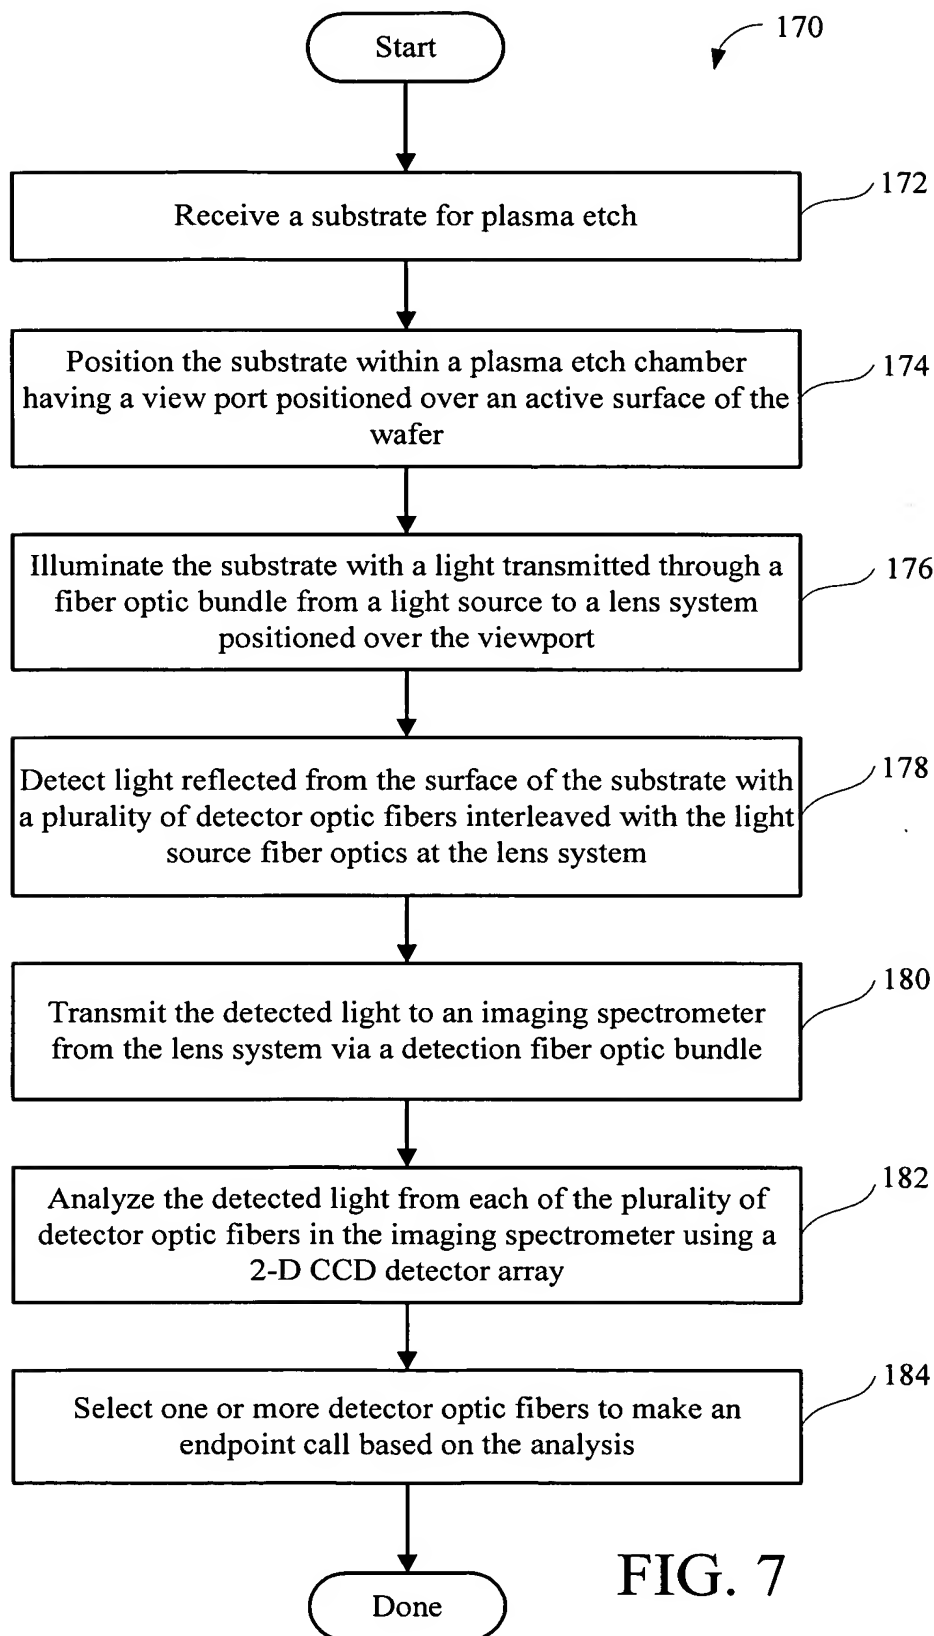 Start
170
Receive a substrate for plasma etch
172
Position the substrate within a plasma etch chamber
having a view port positioned over an active surface of the
wafer
174
Illuminate the substrate with a light transmitted through a
fiber optic bundle from a light source to a lens system
positioned over the viewport
176
Detect light reflected from the surface of the substrate with
a plurality of detector optic fibers interleaved with the light
source fiber optics at the lens system
178
Transmit the detected light to an imaging spectrometer
from the lens system via a detection fiber optic bundle
180
Analyze the detected light from each of the plurality of
detector optic fibers in the imaging spectrometer using a
2-D CCD detector array
182
Select one or more detector optic fibers to make an
endpoint call based on the analysis
184
Done
FIG. 7